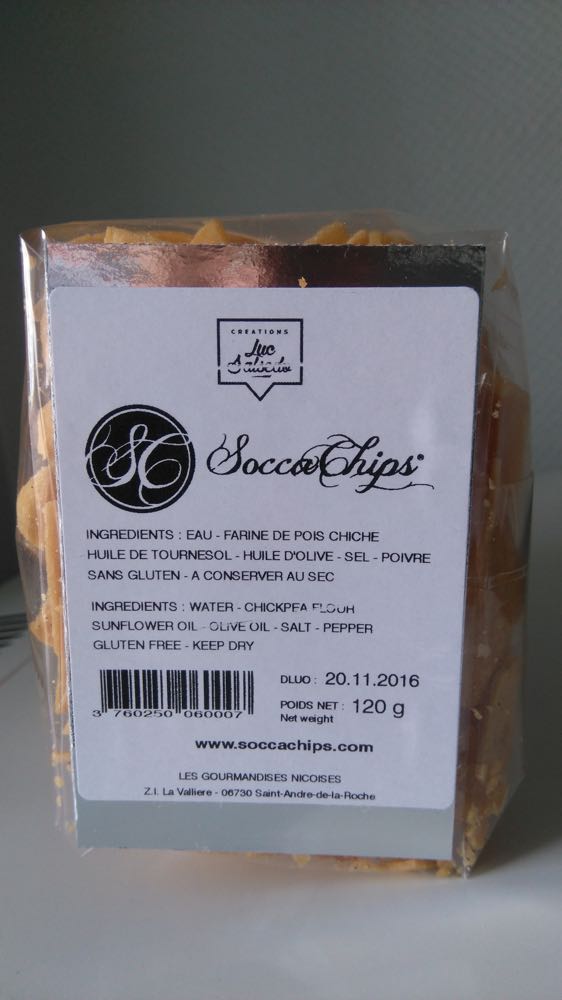 CREATIONS
Luc
Salsedo
SC
SoccaChips®
INGREDIENTS : EAU - FARINE DE POIS CHICHE
HUILE DE TOURNESOL - HUILE D'OLIVE - SEL - POIVRE
SANS GLUTEN - A CONSERVER AU SEC
INGREDIENTS : WATER - CHICKPEA FLOUR
SUNFLOWER OIL - OLIVE OIL - SALT - PEPPER
GLUTEN FREE - KEEP DRY
DLUO : 20.11.2016
3 760250 060007
POIDS NET : 120 g
Net weight
www.soccachips.com
LES GOURMANDISES NICOISES
Z.I. La Valliere - 06730 Saint-Andre-de-la-Roche